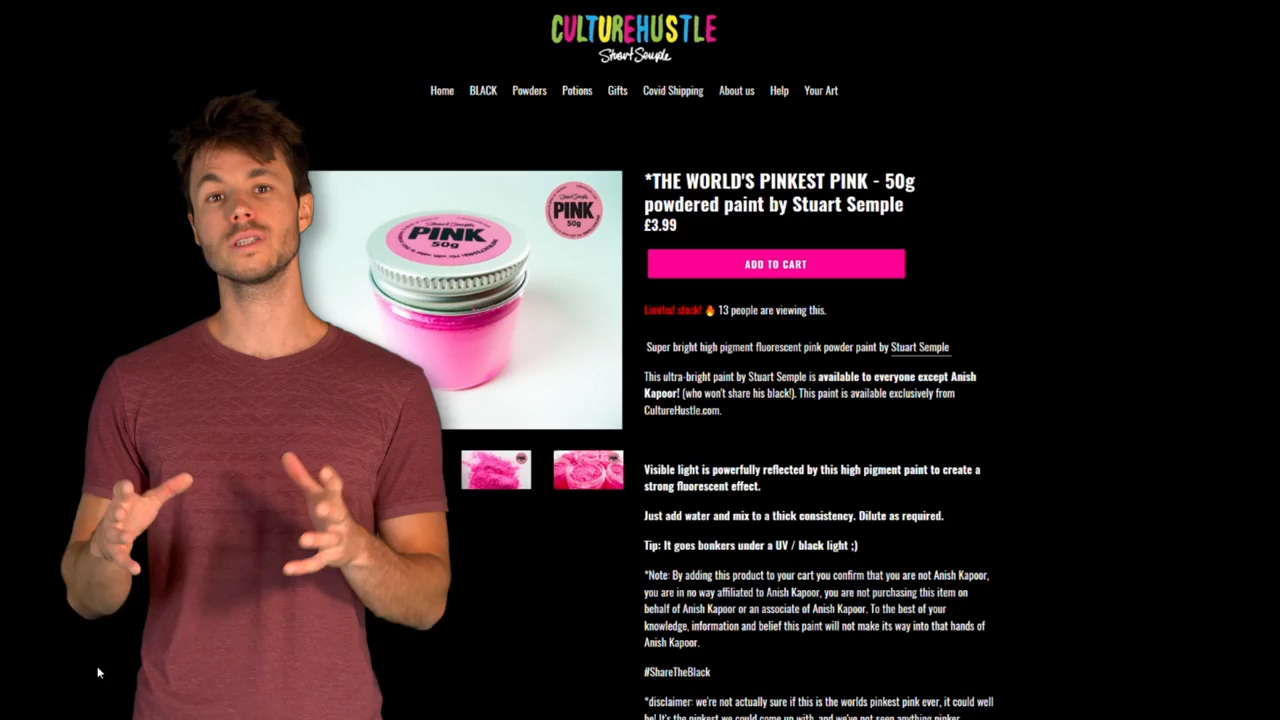 CULTUREHUSTLE
Stuart Semple
Home BLACK Powders Potions Gifts Covid Shipping About us Help Your Art
*THE WORLD'S PINKEST PINK - 50g
powdered paint by Stuart Semple
£3.99
ADD TO CART
Limited stock! 🔥 13 people are viewing this.
Stuart Semple
PINK
50g
Stuart Semple
PINK
50g
Super bright high pigment fluorescent pink powder paint by Stuart Semple
This ultra-bright paint by Stuart Semple is available to everyone except Anish
Kapoor! (who won't share his black!). This paint is available exclusively from
CultureHustle.com.
Visible light is powerfully reflected by this high pigment paint to create a
strong fluorescent effect.
Just add water and mix to a thick consistency. Dilute as required.
Tip: It goes bonkers under a UV / black light ;)
*Note: By adding this product to your cart you confirm that you are not Anish Kapoor,
you are in no way affiliated to Anish Kapoor, you are not purchasing this item on
behalf of Anish Kapoor or an associate of Anish Kapoor. To the best of your
knowledge, information and belief this paint will not make its way into that hands of
Anish Kapoor.
#ShareTheBlack
*disclaimer: we're not actually sure if this is the worlds pinkest pink ever, it could well
be! It's the pinkest we could come up with, and we've not seen anything pinker